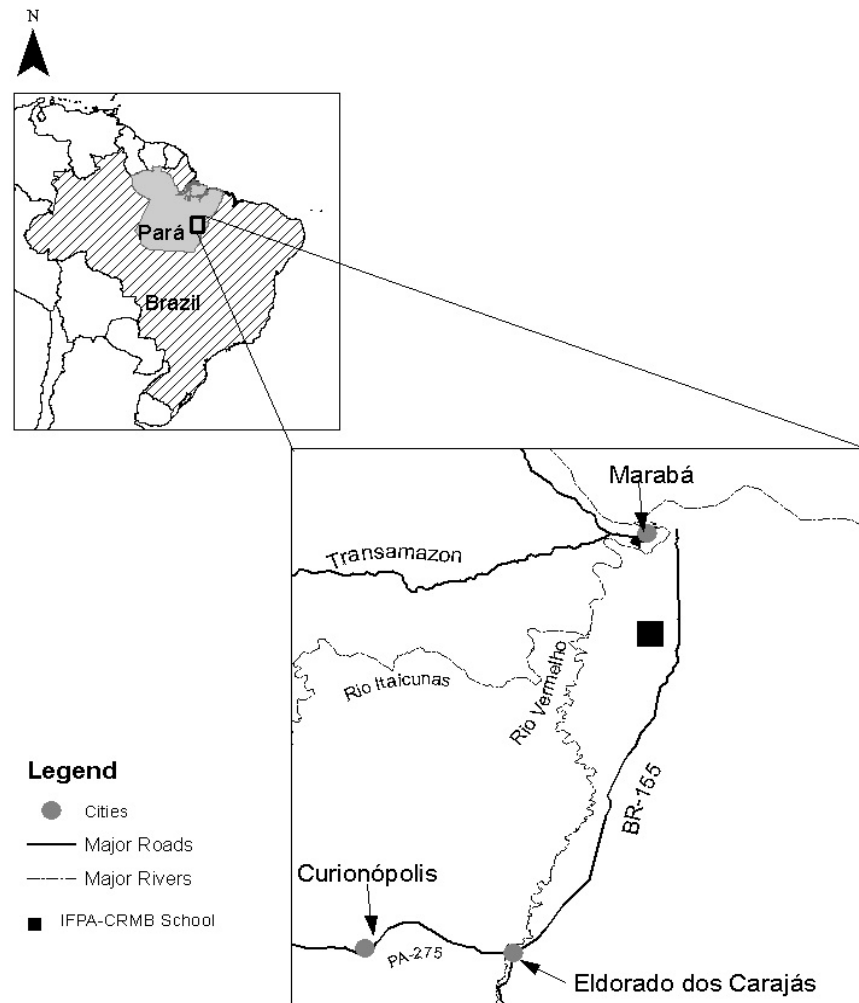 N
Pará
Brazil
Marabá
Transamazon
Rio Itaicunas
Rio Vermelho
BR-155
Legend
Cities
Major Roads
Major Rivers
IFPA-CRMB School
Curionópolis
PA-275
Eldorado dos Carajás